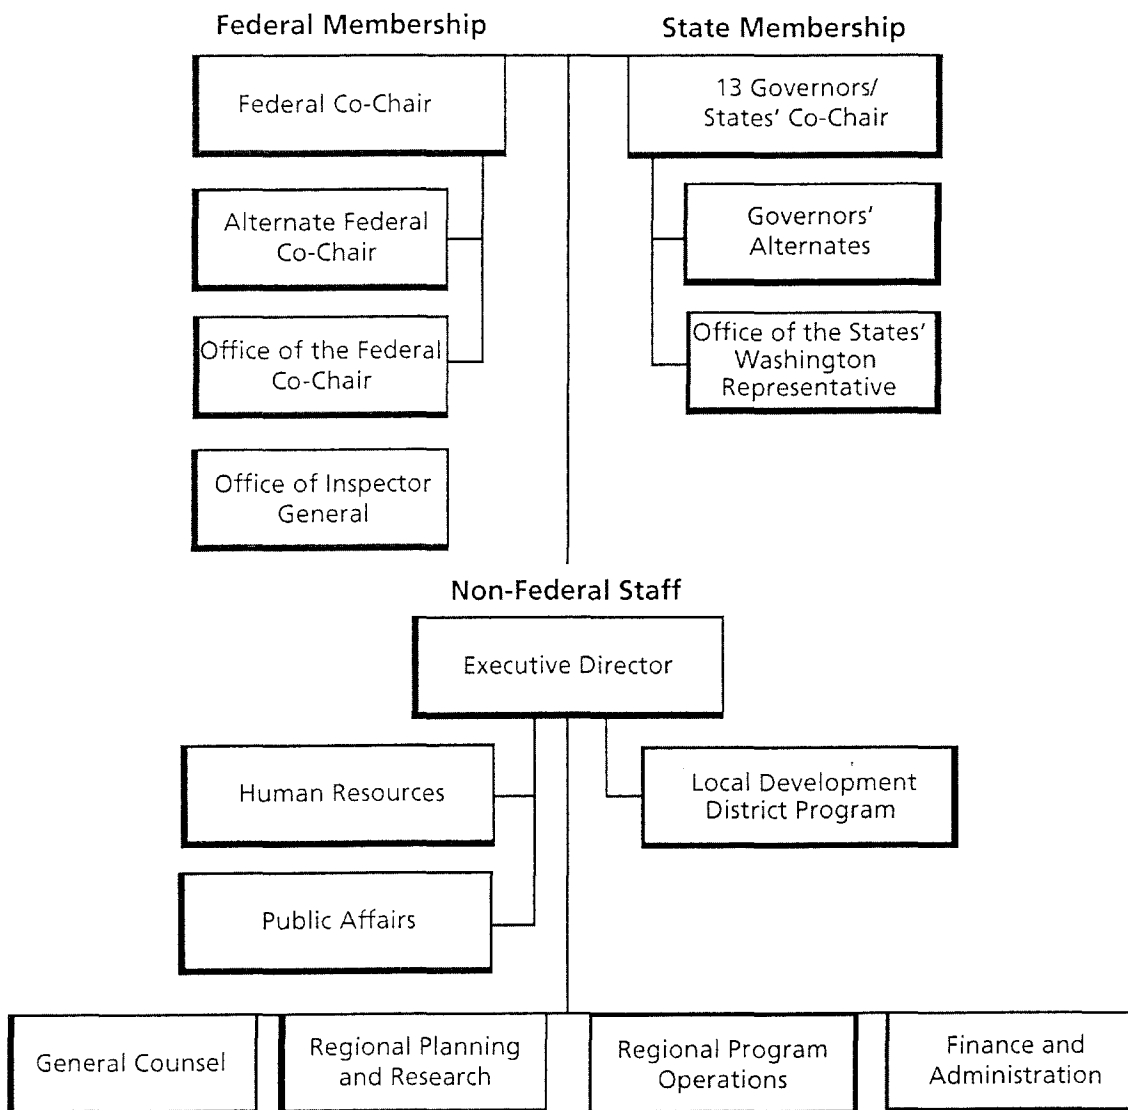 Federal Membership
State Membership
Federal Co-Chair
13 Governors/
States' Co-Chair
Alternate Federal
Co-Chair
Governors'
Alternates
Office of the Federal
Co-Chair
Office of the States'
Washington
Representative
Office of Inspector
General
Non-Federal Staff
Executive Director
Human Resources
Local Development
District Program
Public Affairs
General Counsel
Regional Planning
and Research
Regional Program
Operations
Finance and
Administration